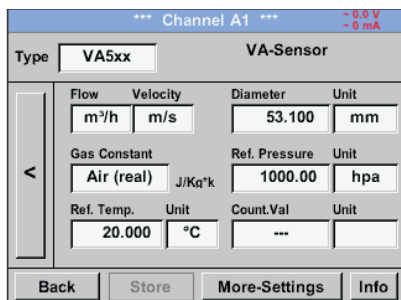 *** Channel A1 ***
~ 0.0 V
~ 0 mA
Type VA5xx VA-Sensor
Flow Velocity Diameter Unit
m³/h m/s 53.100 mm
Gas Constant Ref. Pressure Unit
< Air (real) J/Kg*k 1000.00 hpa
Ref. Temp. Unit Count.Val Unit
20.000 °C ---
Back Store More-Settings Info